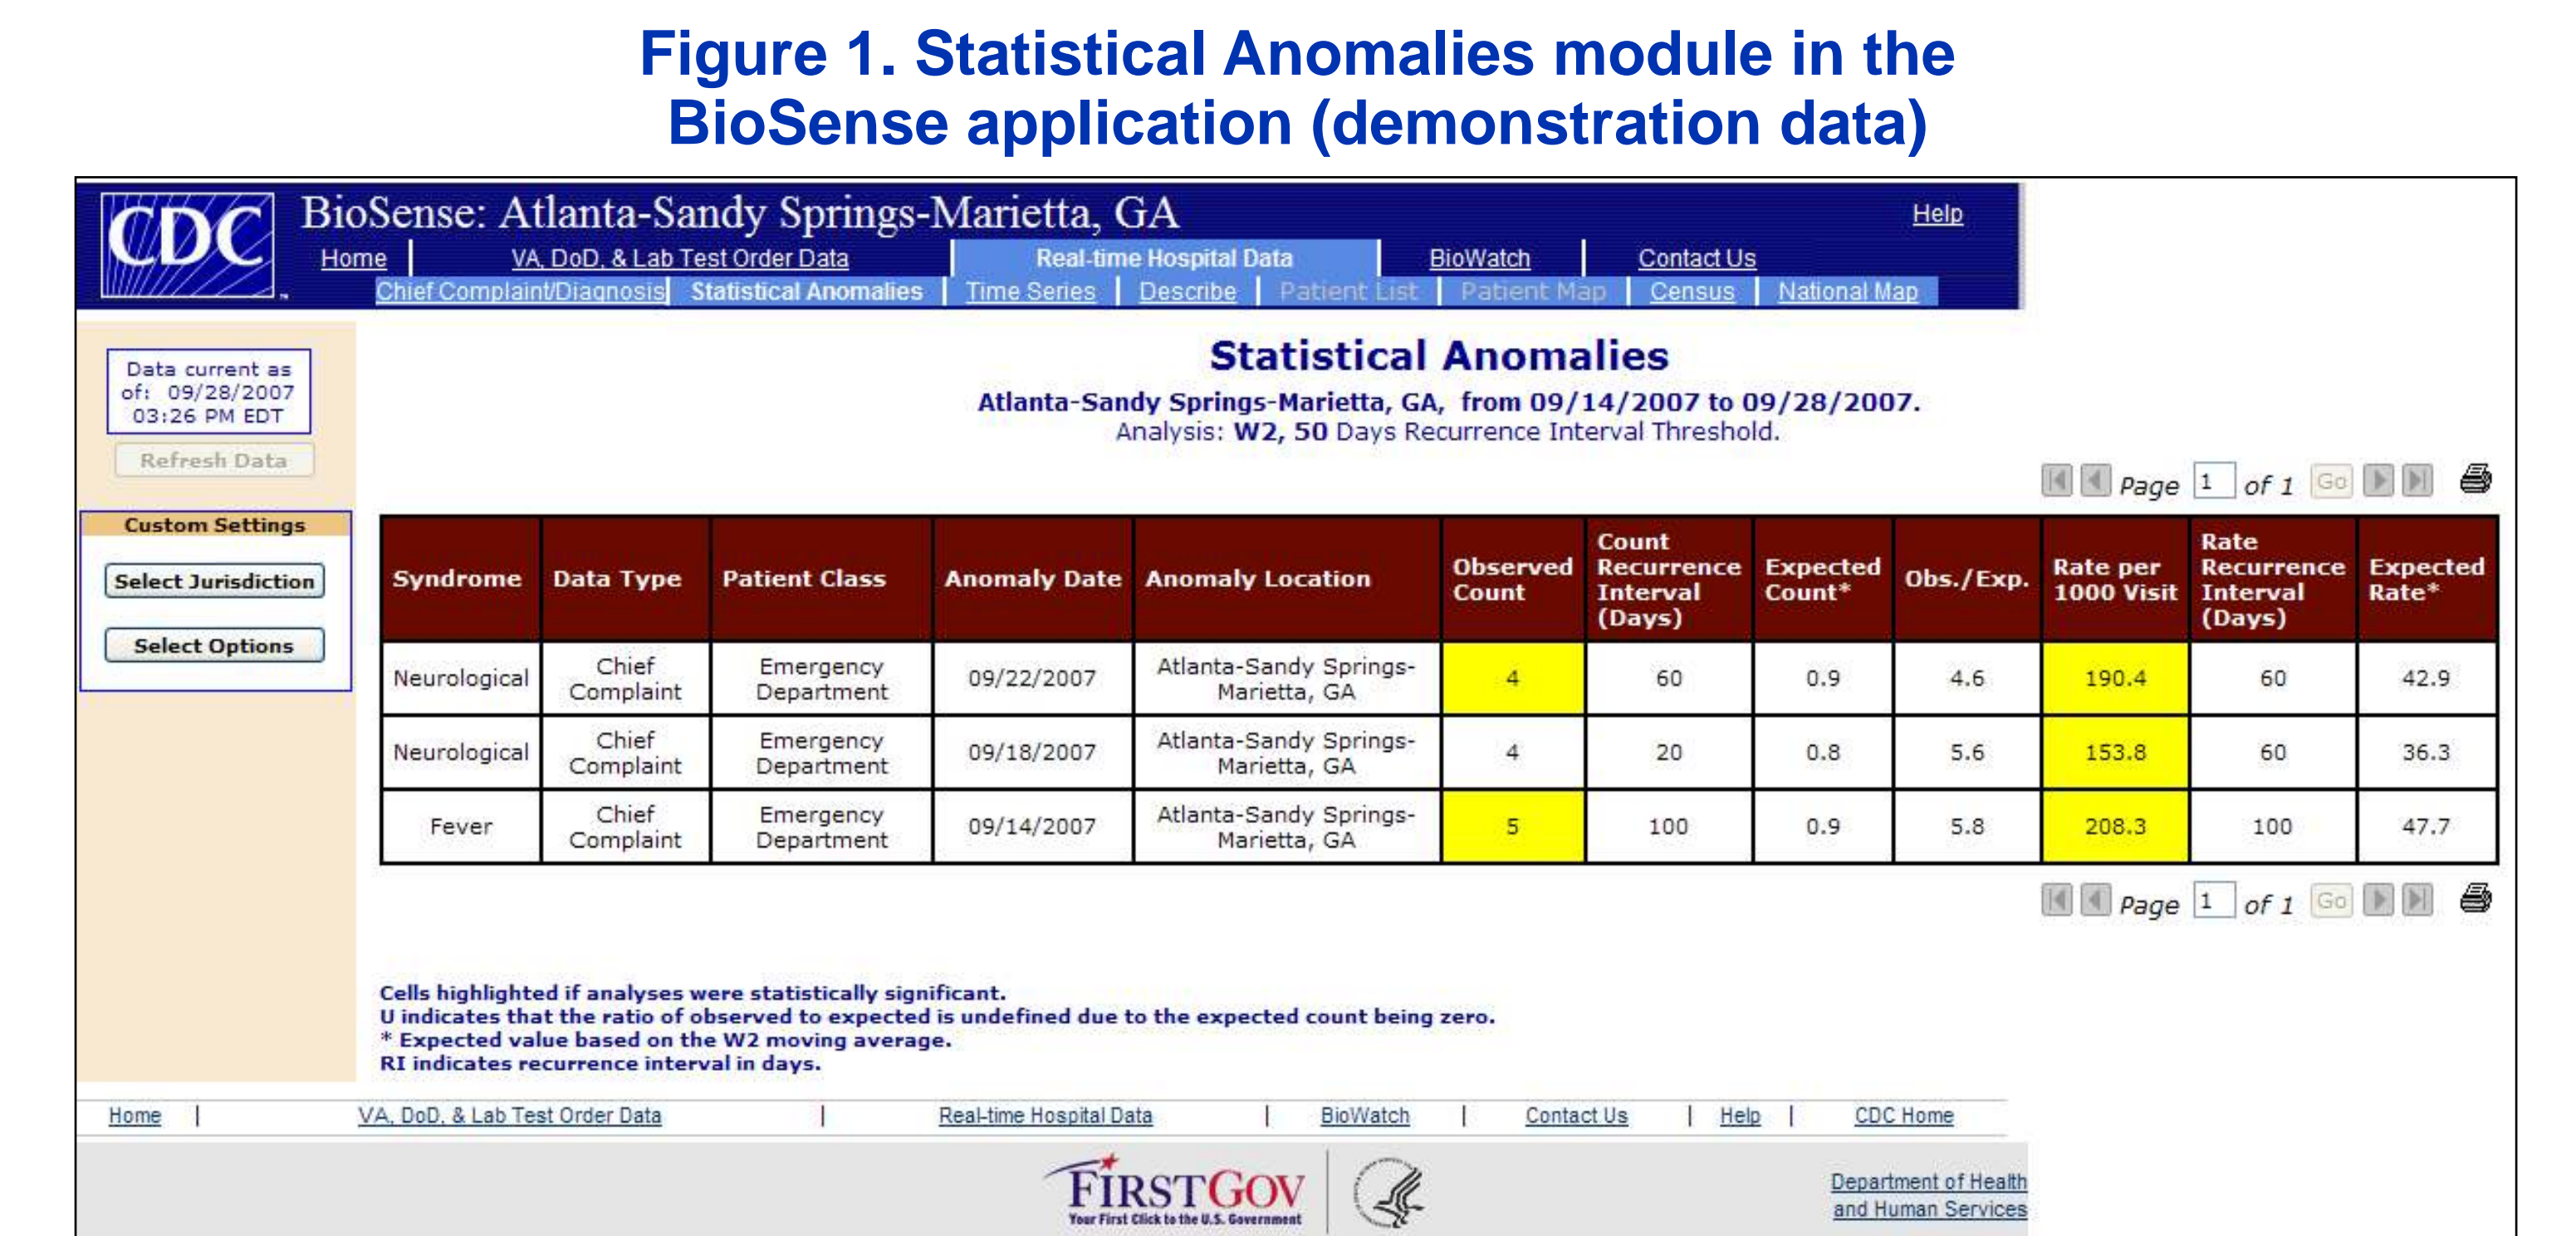 Figure 1. Statistical Anomalies module in the
BioSense application (demonstration data)
CDC
BioSense: Atlanta-Sandy Springs-Marietta, GA
Help
Home VA, DoD, & Lab Test Order Data Real-time Hospital Data BioWatch Contact Us
Chief Complaint/Diagnosis Statistical Anomalies Time Series Describe Patient List Patient Map Census National Map
Data current as
of: 09/28/2007
03:26 PM EDT
Refresh Data
Custom Settings
Select Jurisdiction
Select Options
Statistical Anomalies
Atlanta-Sandy Springs-Marietta, GA, from 09/14/2007 to 09/28/2007.
Analysis: W2, 50 Days Recurrence Interval Threshold.
Page 1 of 1 Go
Syndrome Data Type Patient Class Anomaly Date Anomaly Location Observed Count Count Recurrence Interval (Days) Expected Count* Obs./Exp. Rate per 1000 Visit Rate Recurrence Interval (Days) Expected Rate*
Neurological Chief Complaint Emergency Department 09/22/2007 Atlanta-Sandy Springs-Marietta, GA 4 60 0.9 4.6 190.4 60 42.9
Neurological Chief Complaint Emergency Department 09/18/2007 Atlanta-Sandy Springs-Marietta, GA 4 20 0.8 5.6 153.8 60 36.3
Fever Chief Complaint Emergency Department 09/14/2007 Atlanta-Sandy Springs-Marietta, GA 5 100 0.9 5.8 208.3 100 47.7
Page 1 of 1 Go
Cells highlighted if analyses were statistically significant.
U indicates that the ratio of observed to expected is undefined due to the expected count being zero.
* Expected value based on the W2 moving average.
RI indicates recurrence interval in days.
Home | VA, DoD, & Lab Test Order Data | Real-time Hospital Data | BioWatch | Contact Us | Help | CDC Home
FIRSTGOV
Your First Click to the U.S. Government
Department of Health
and Human Services